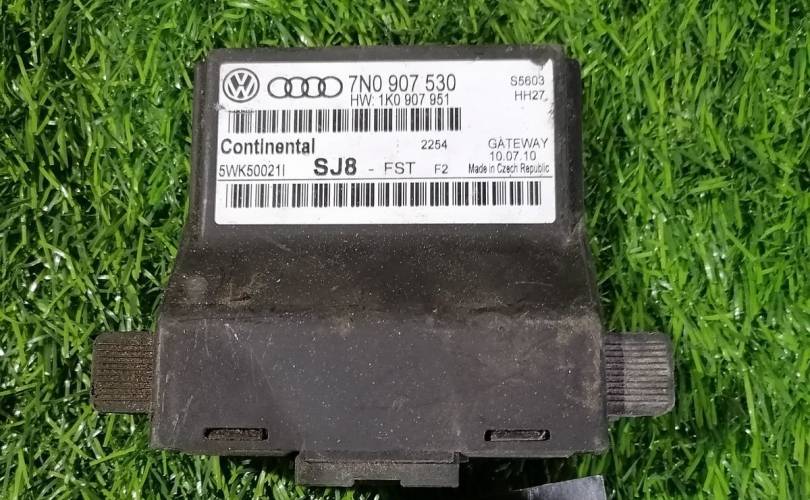 7N0 907 530
HW: 1K0 907 951
S5603
HH27
Continental
2254
GATEWAY
10.07.10
5WK50021I
SJ8 - FST F2
Made in Czech Republic